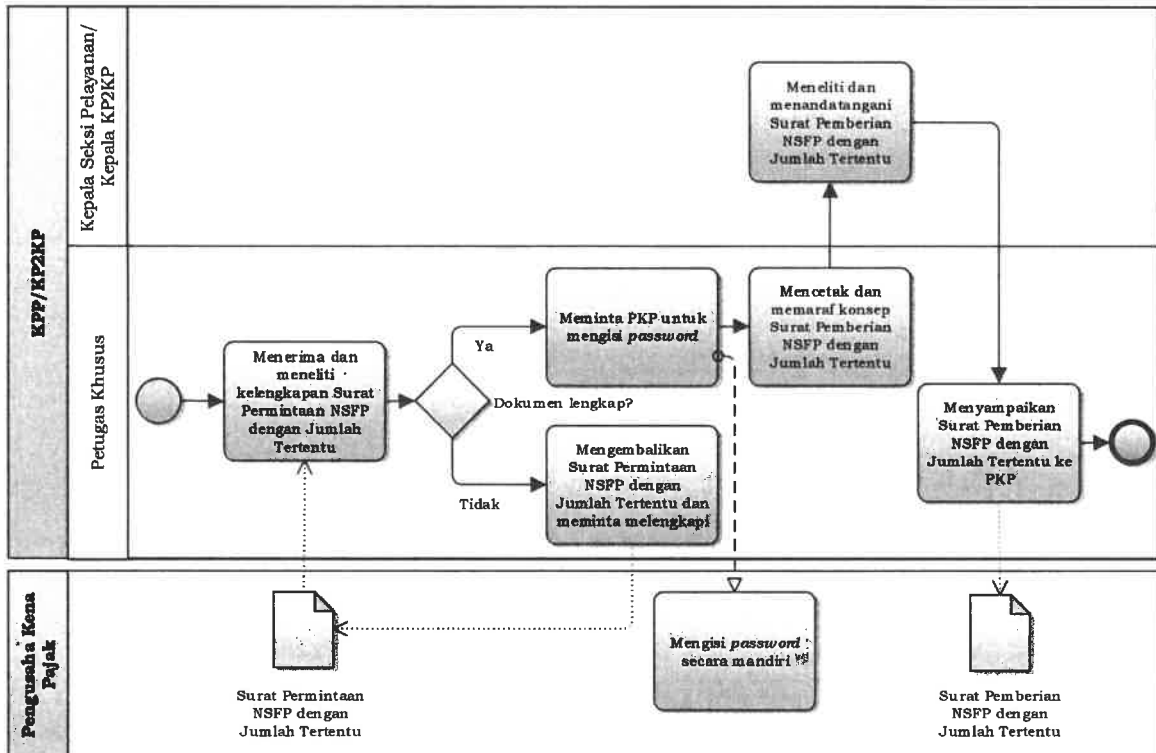 KPP/KP2KP
Kepala Seksi Pelayanan/
Kepala KP2KP
Meneliti dan
menandatangani
Surat Pemberian
NSFP dengan
Jumlah Tertentu
Petugas Khusus
Menerima dan
meneliti
kelengkapan Surat
Permintaan NSFP
dengan Jumlah
Tertentu
Ya
Dokumen lengkap?
Tidak
Meminta PKP untuk
mengisi password
Mengembalikan
Surat Permintaan
NSFP dengan
Jumlah Tertentu dan
meminta melengkapi
Mencetak dan
memaraf konsep
Surat Pemberian
NSFP dengan
Jumlah Tertentu
Menyampaikan
Surat Pemberian
NSFP dengan
Jumlah Tertentu ke
PKP
Pengusaha Kena
Pajak
Surat Permintaan
NSFP dengan
Jumlah Tertentu
Mengisi password
secara mandiri
Surat Pemberian
NSFP dengan
Jumlah Tertentu